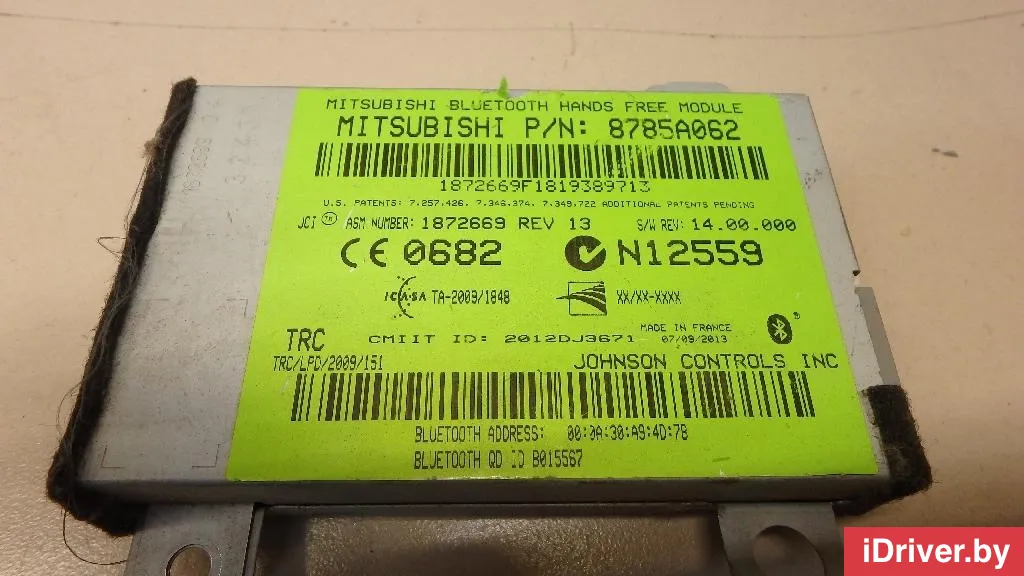 MITSUBISHI BLUETOOTH HANDS FREE MODULE
MITSUBISHI P/N: 8785A062
1872669F1819389713
U.S. PATENTS: 7,257,426, 7,346,374, 7,349,722 ADDITIONAL PATENTS PENDING
JCI TM ASM NUMBER: 1872669 REV 13 S/W REV: 14.00.000
CE 0682 N12559
ICASA TA-2009/1848 XX/XX-XXXX
TRC CMIIT ID: 2012DJ3671 MADE IN FRANCE
07/09/2013
TRC/LPD/2009/151 JOHNSON CONTROLS INC
BLUETOOTH ADDRESS: 00:0A:30:A9:4D:7B
BLUETOOTH QD ID B015567
iDriver.by